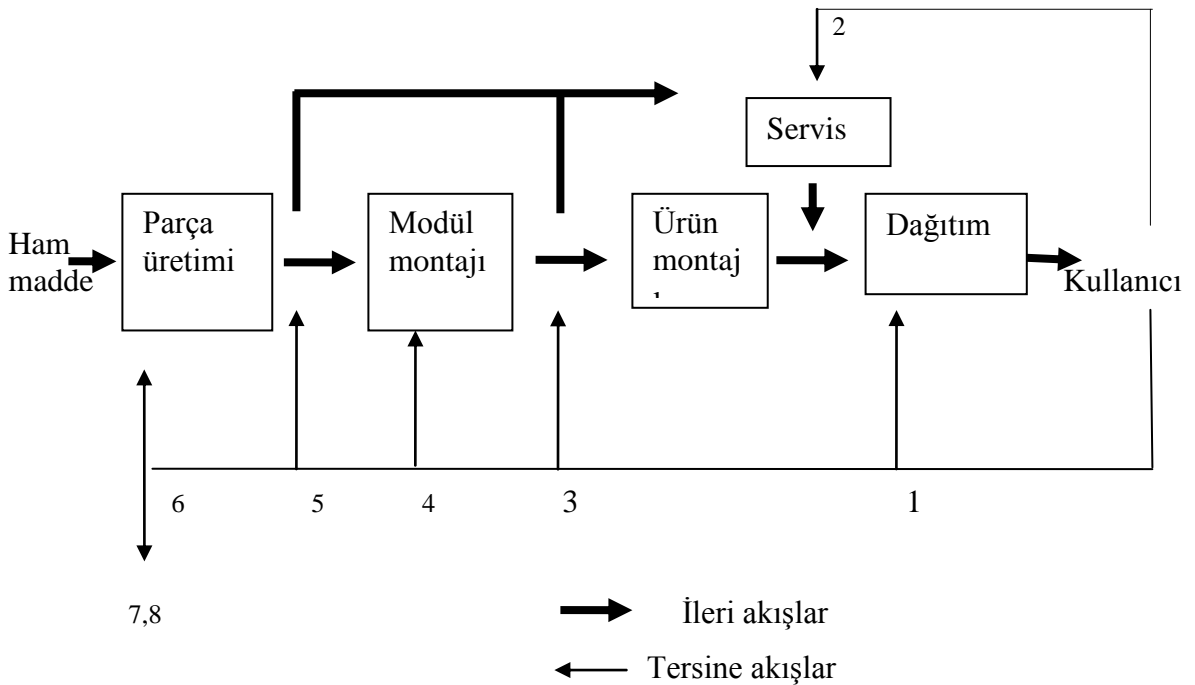 2
Servis
Ham
madde
Parça
üretimi
Modül
montajı
Ürün
montaj
Dağıtım
Kullanıcı
6
5
4
3
1
7,8
İleri akışlar
Tersine akışlar